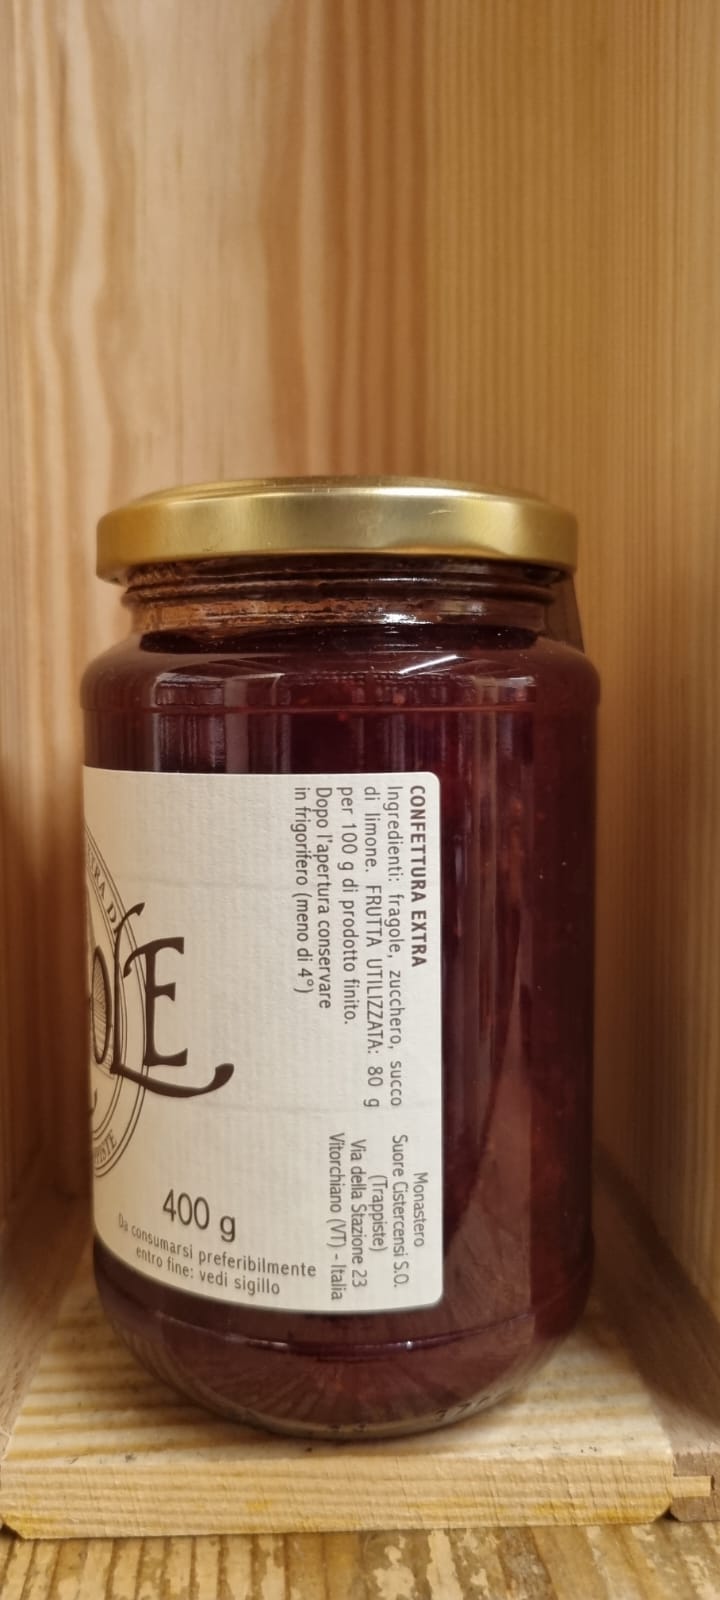 CONFETTURA EXTRA
Ingredienti: fragole, zucchero, succo
di limone. FRUTTA UTILIZZATA: 80 g
per 100 g di prodotto finito.
Dopo l'apertura conservare
in frigorifero (meno di 4°)
Monastero
Suore Cistercensi S.O.
(Trappiste)
Via della Stazione 23
Vitorchiano (VT) - Italia
OLE
400 g
Da consumarsi preferibilmente
entro fine: vedi sigillo